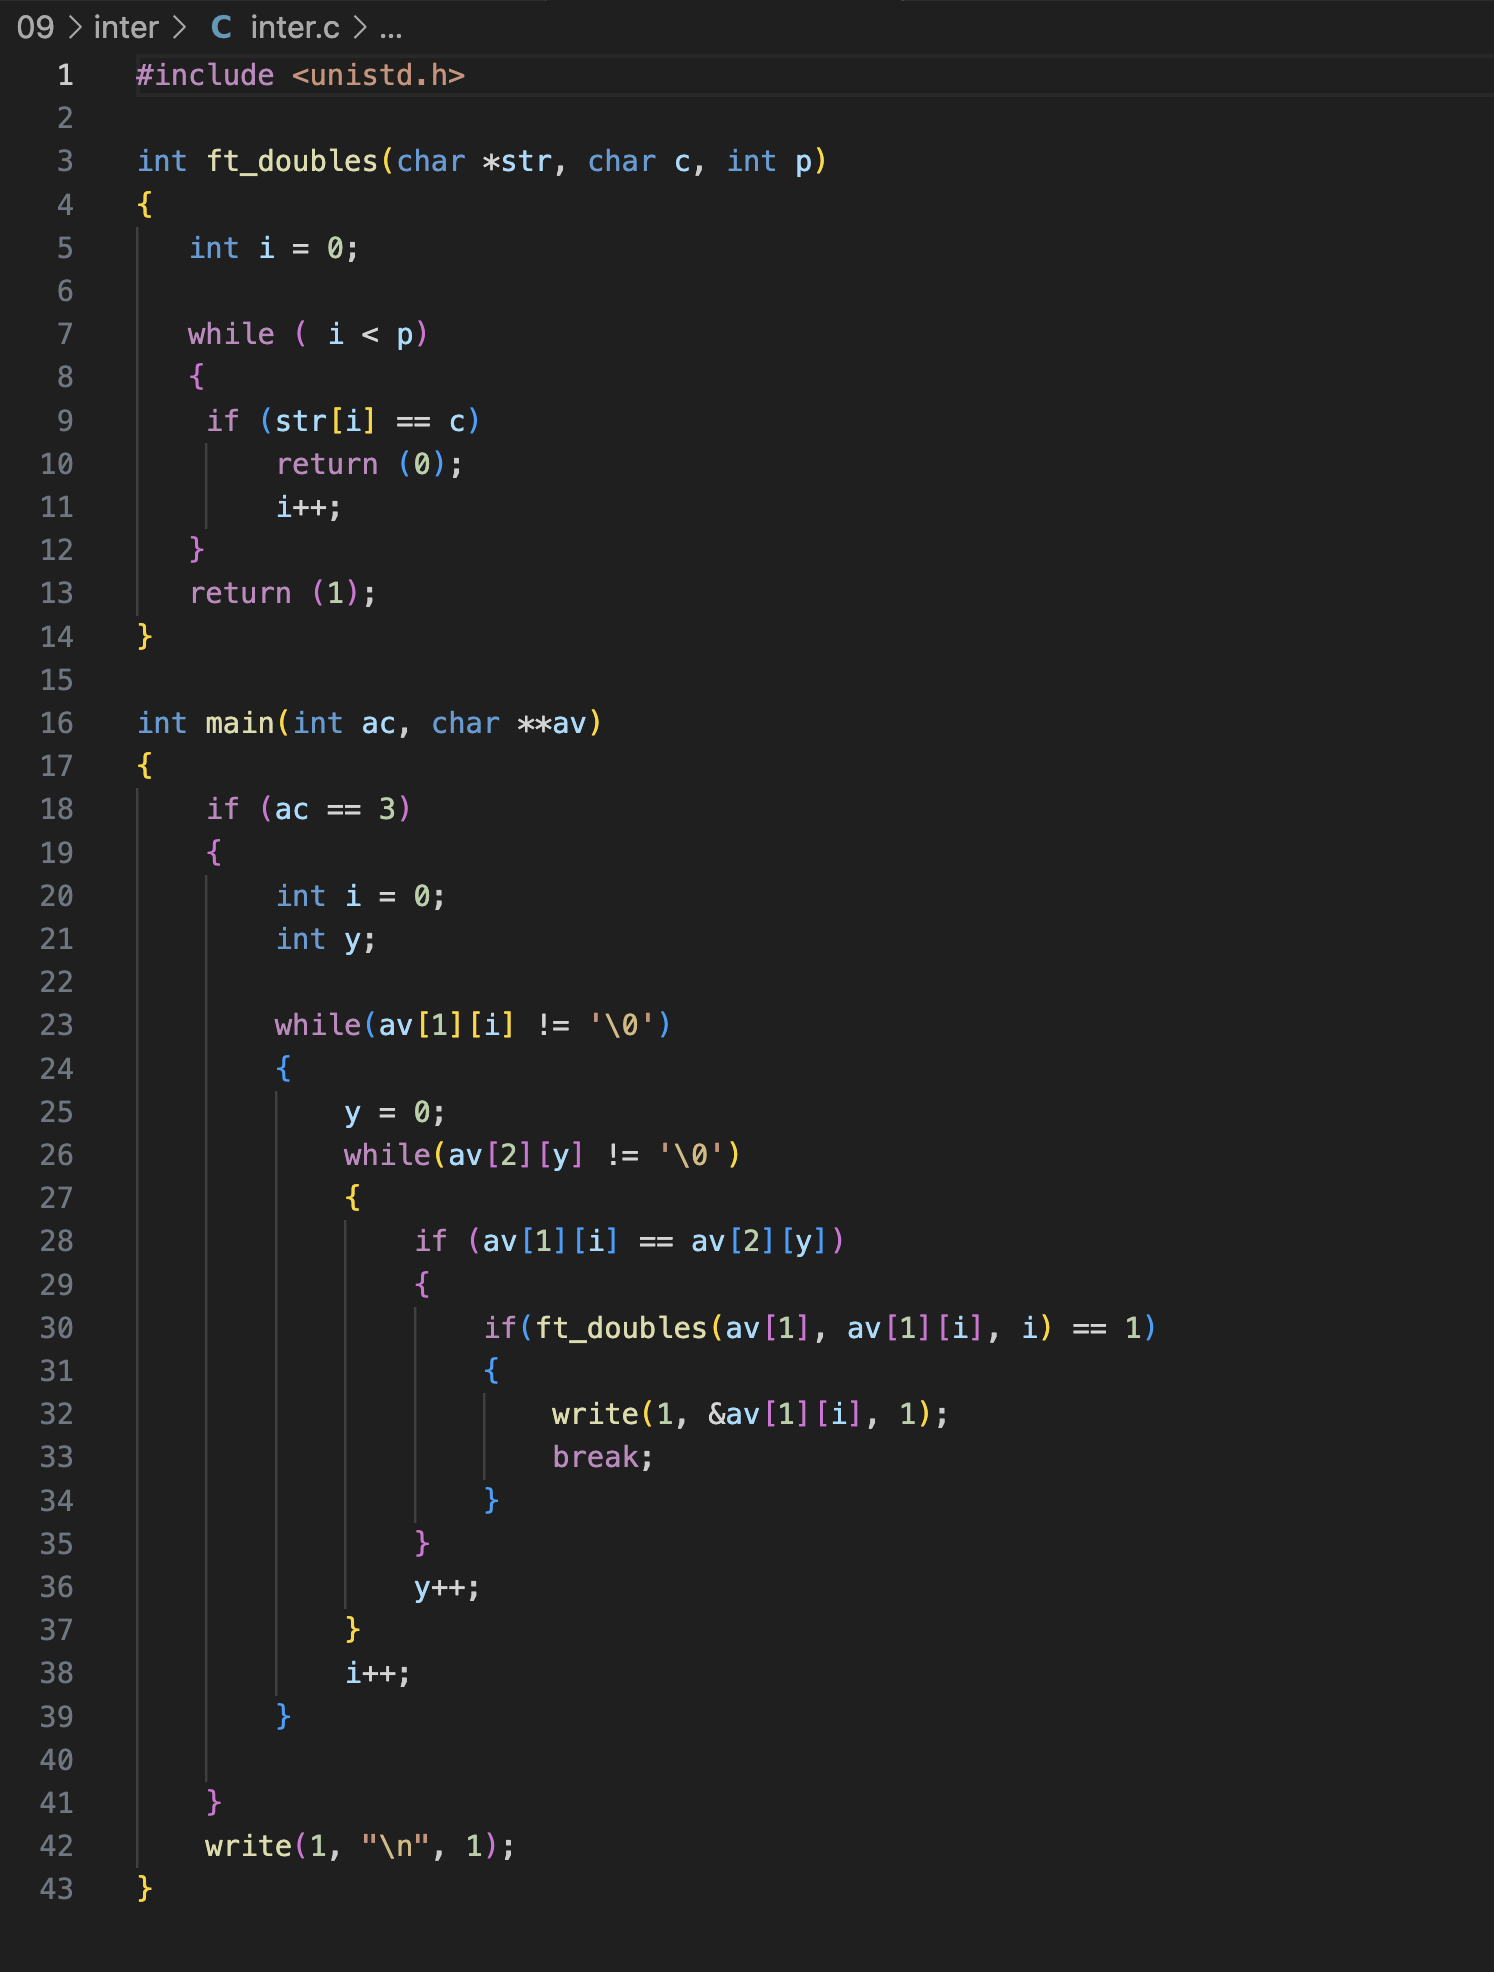 09 > inter > C inter.c > ...
1 #include <unistd.h>
2
3 int ft_doubles(char *str, char c, int p)
4 {
5    int i = 0;
6
7    while ( i < p)
8    {
9     if (str[i] == c)
10         return (0);
11         i++;
12    }
13    return (1);
14 }
15
16 int main(int ac, char **av)
17 {
18     if (ac == 3)
19     {
20         int i = 0;
21         int y;
22
23         while(av[1][i] != '\0')
24         {
25             y = 0;
26             while(av[2][y] != '\0')
27             {
28                 if (av[1][i] == av[2][y])
29                 {
30                     if(ft_doubles(av[1], av[1][i], i) == 1)
31                     {
32                         write(1, &av[1][i], 1);
33                         break;
34                     }
35                 }
36                 y++;
37             }
38             i++;
39         }
40
41     }
42     write(1, "\n", 1);
43 }